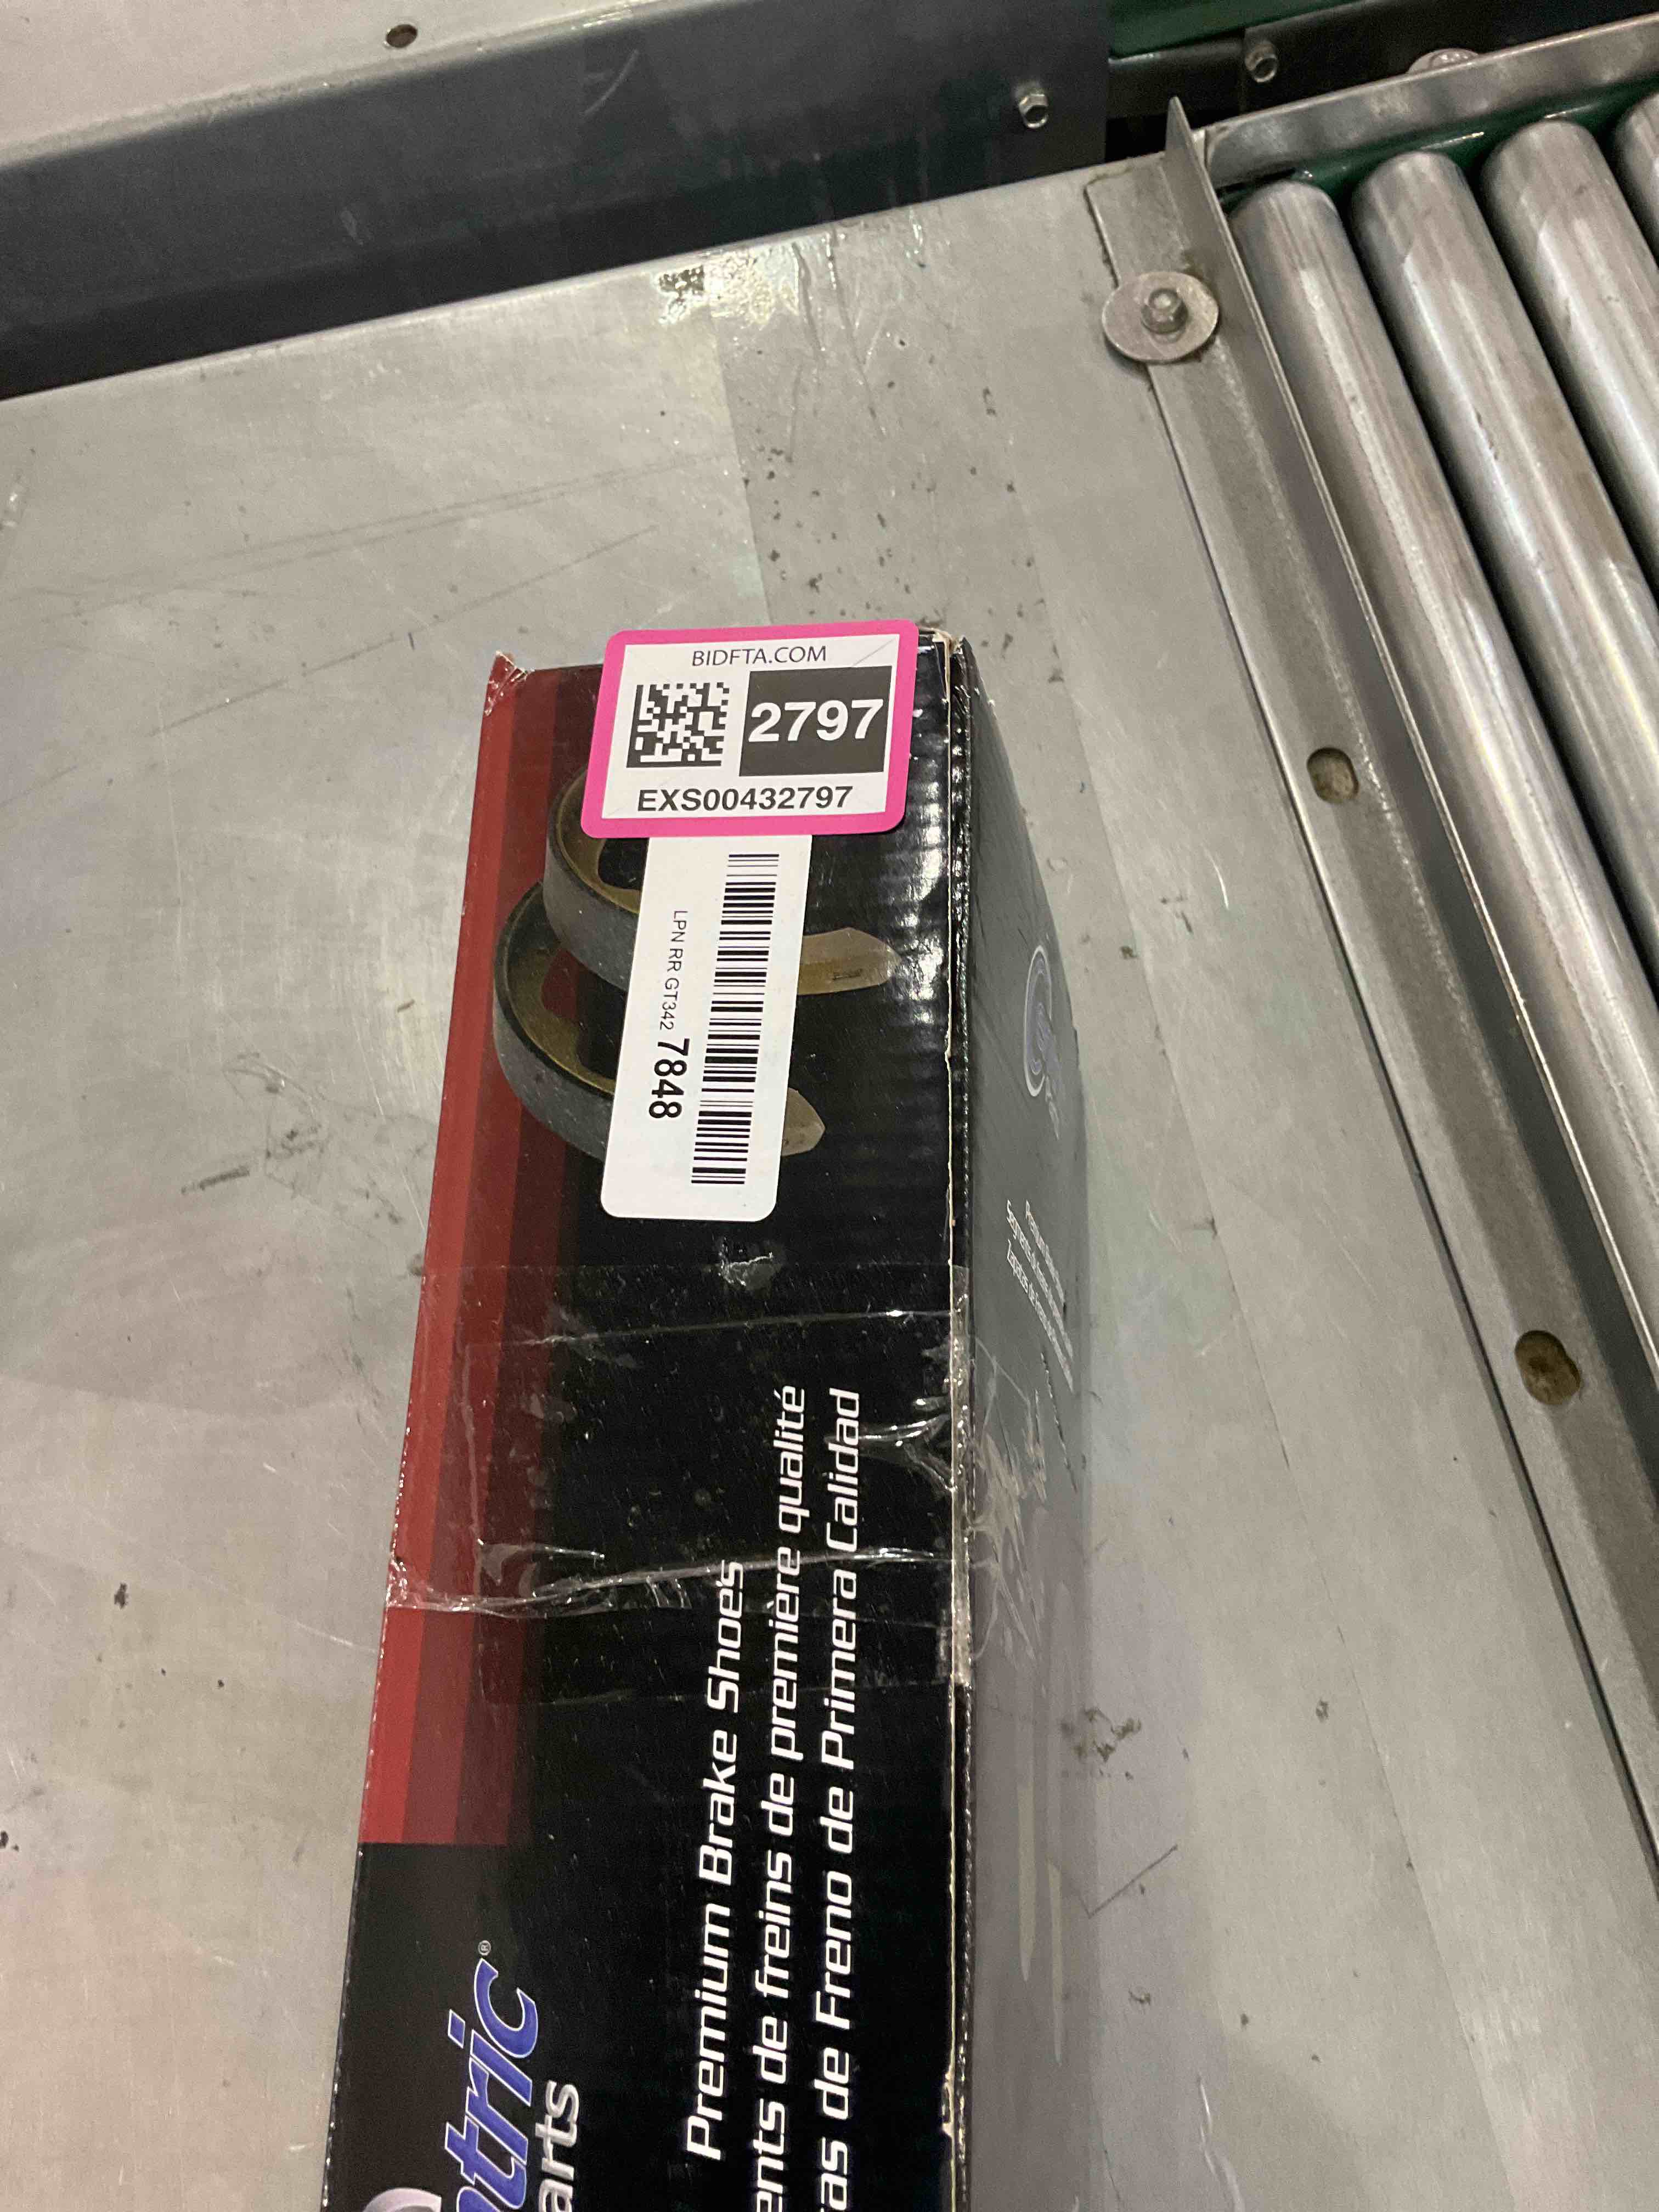 BIDFTA.COM
2797
EXS00432797
LPN RR GT342 7848
Premium Brake Shoes
ents de freins de première qualité
as de Freno de Primera Calidad
tric®
arts